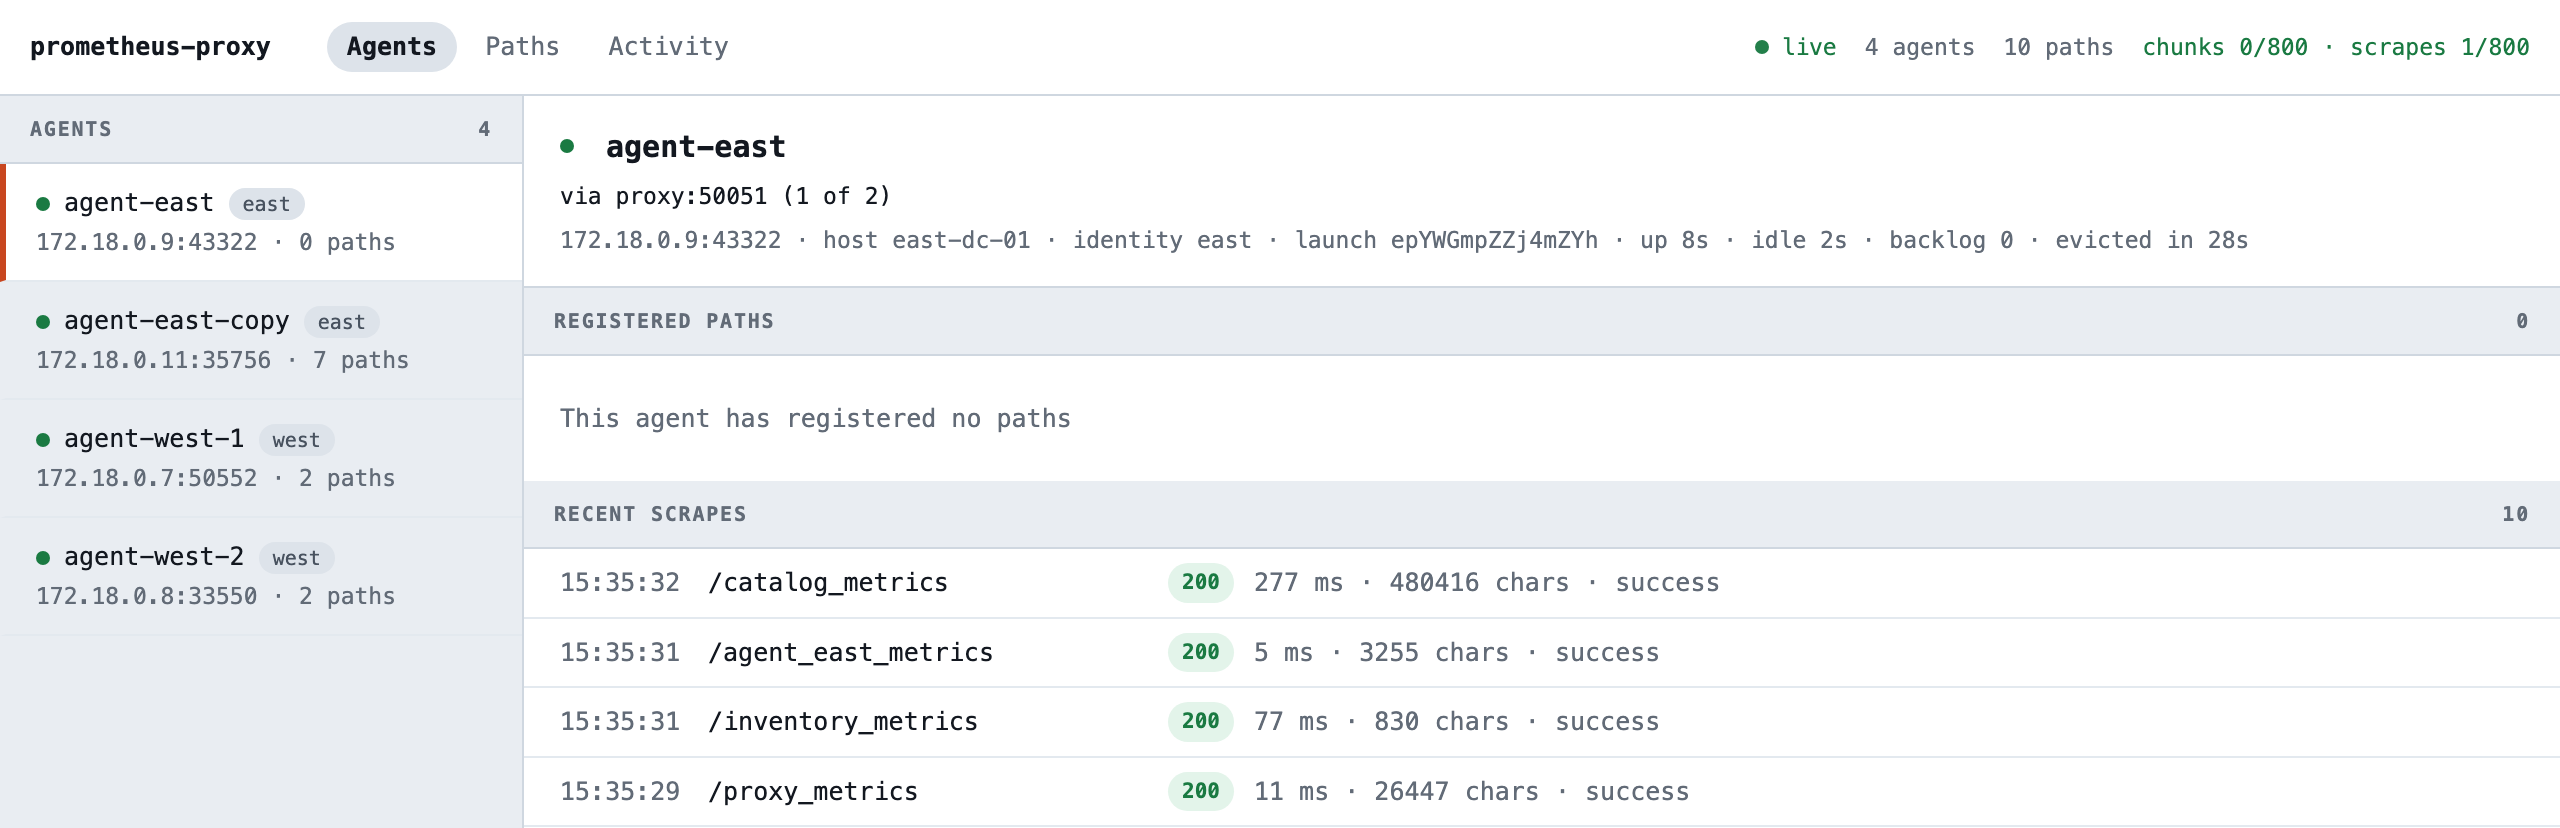 prometheus-proxy Agents Paths Activity live 4 agents 10 paths chunks 0/800 · scrapes 1/800
AGENTS 4
agent-east east
172.18.0.9:43322 · 0 paths
agent-east-copy east
172.18.0.11:35756 · 7 paths
agent-west-1 west
172.18.0.7:50552 · 2 paths
agent-west-2 west
172.18.0.8:33550 · 2 paths
agent-east
via proxy:50051 (1 of 2)
172.18.0.9:43322 · host east-dc-01 · identity east · launch epYWGmpZZj4mZYh · up 8s · idle 2s · backlog 0 · evicted in 28s
REGISTERED PATHS 0
This agent has registered no paths
RECENT SCRAPES 10
15:35:32 /catalog_metrics 200 277 ms · 480416 chars · success
15:35:31 /agent_east_metrics 200 5 ms · 3255 chars · success
15:35:31 /inventory_metrics 200 77 ms · 830 chars · success
15:35:29 /proxy_metrics 200 11 ms · 26447 chars · success